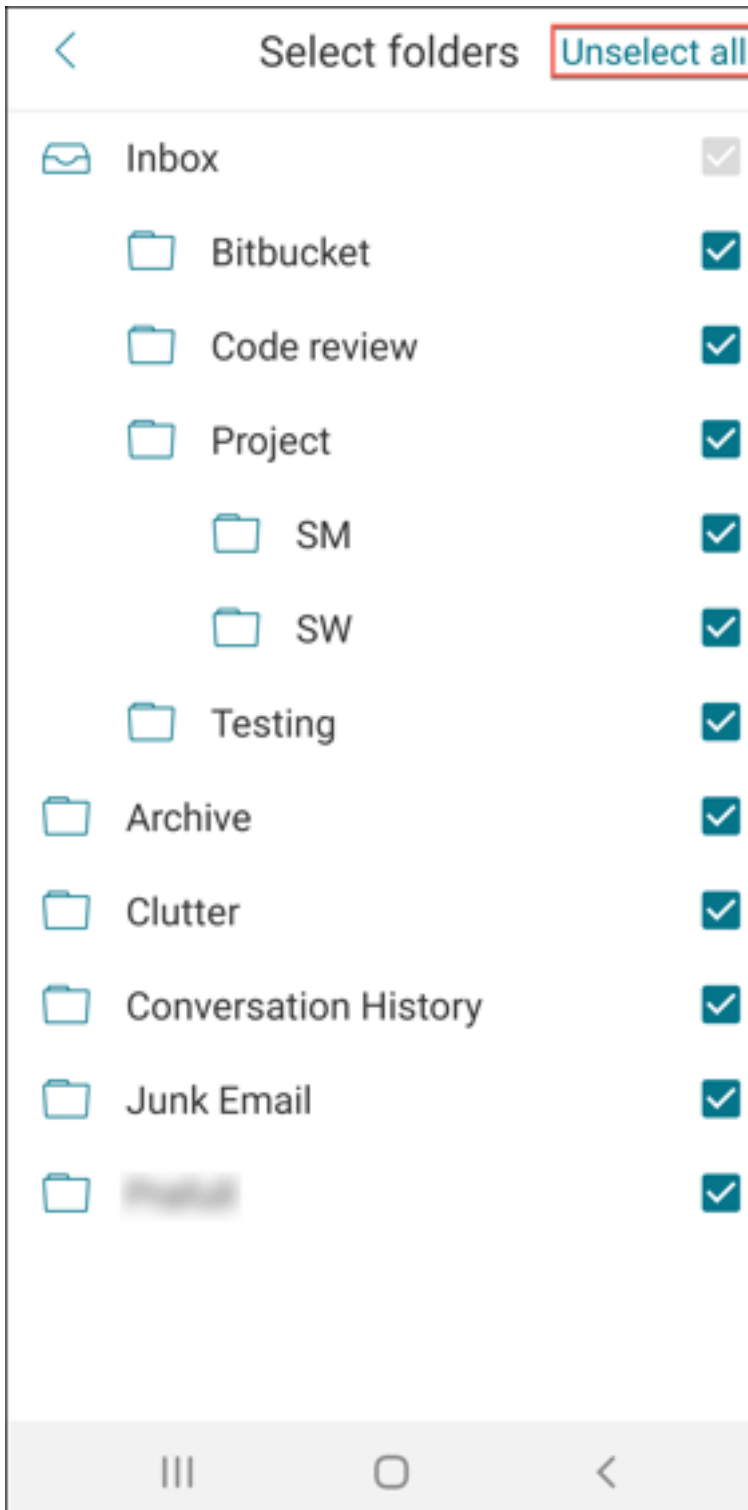 Select folders Unselect all
Inbox
Bitbucket
Code review
Project
SM
SW
Testing
Archive
Clutter
Conversation History
Junk Email